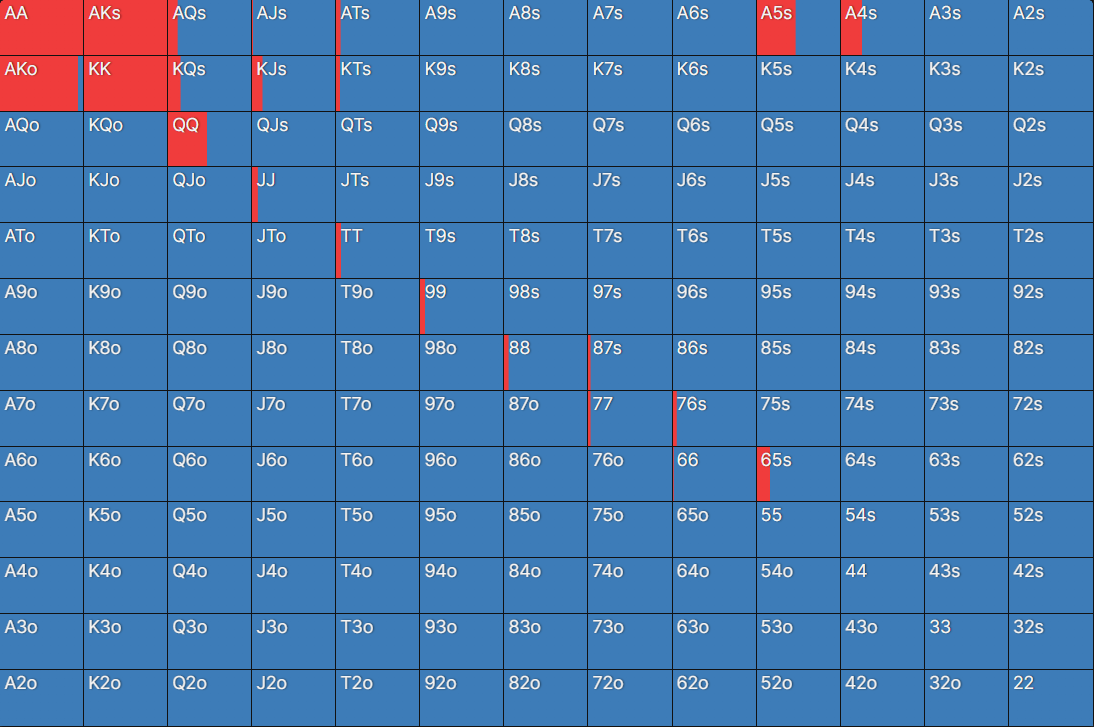 AA AKs AQs AJs ATs A9s A8s A7s A6s A5s A4s A3s A2s
AKo KK KQs KJs KTs K9s K8s K7s K6s K5s K4s K3s K2s
AQo KQo QQ QJs QTs Q9s Q8s Q7s Q6s Q5s Q4s Q3s Q2s
AJo KJo QJo JJ JTs J9s J8s J7s J6s J5s J4s J3s J2s
ATo KTo QTo JTo TT T9s T8s T7s T6s T5s T4s T3s T2s
A9o K9o Q9o J9o T9o 99 98s 97s 96s 95s 94s 93s 92s
A8o K8o Q8o J8o T8o 98o 88 87s 86s 85s 84s 83s 82s
A7o K7o Q7o J7o T7o 97o 87o 77 76s 75s 74s 73s 72s
A6o K6o Q6o J6o T6o 96o 86o 76o 66 65s 64s 63s 62s
A5o K5o Q5o J5o T5o 95o 85o 75o 65o 55 54s 53s 52s
A4o K4o Q4o J4o T4o 94o 84o 74o 64o 54o 44 43s 42s
A3o K3o Q3o J3o T3o 93o 83o 73o 63o 53o 43o 33 32s
A2o K2o Q2o J2o T2o 92o 82o 72o 62o 52o 42o 32o 22